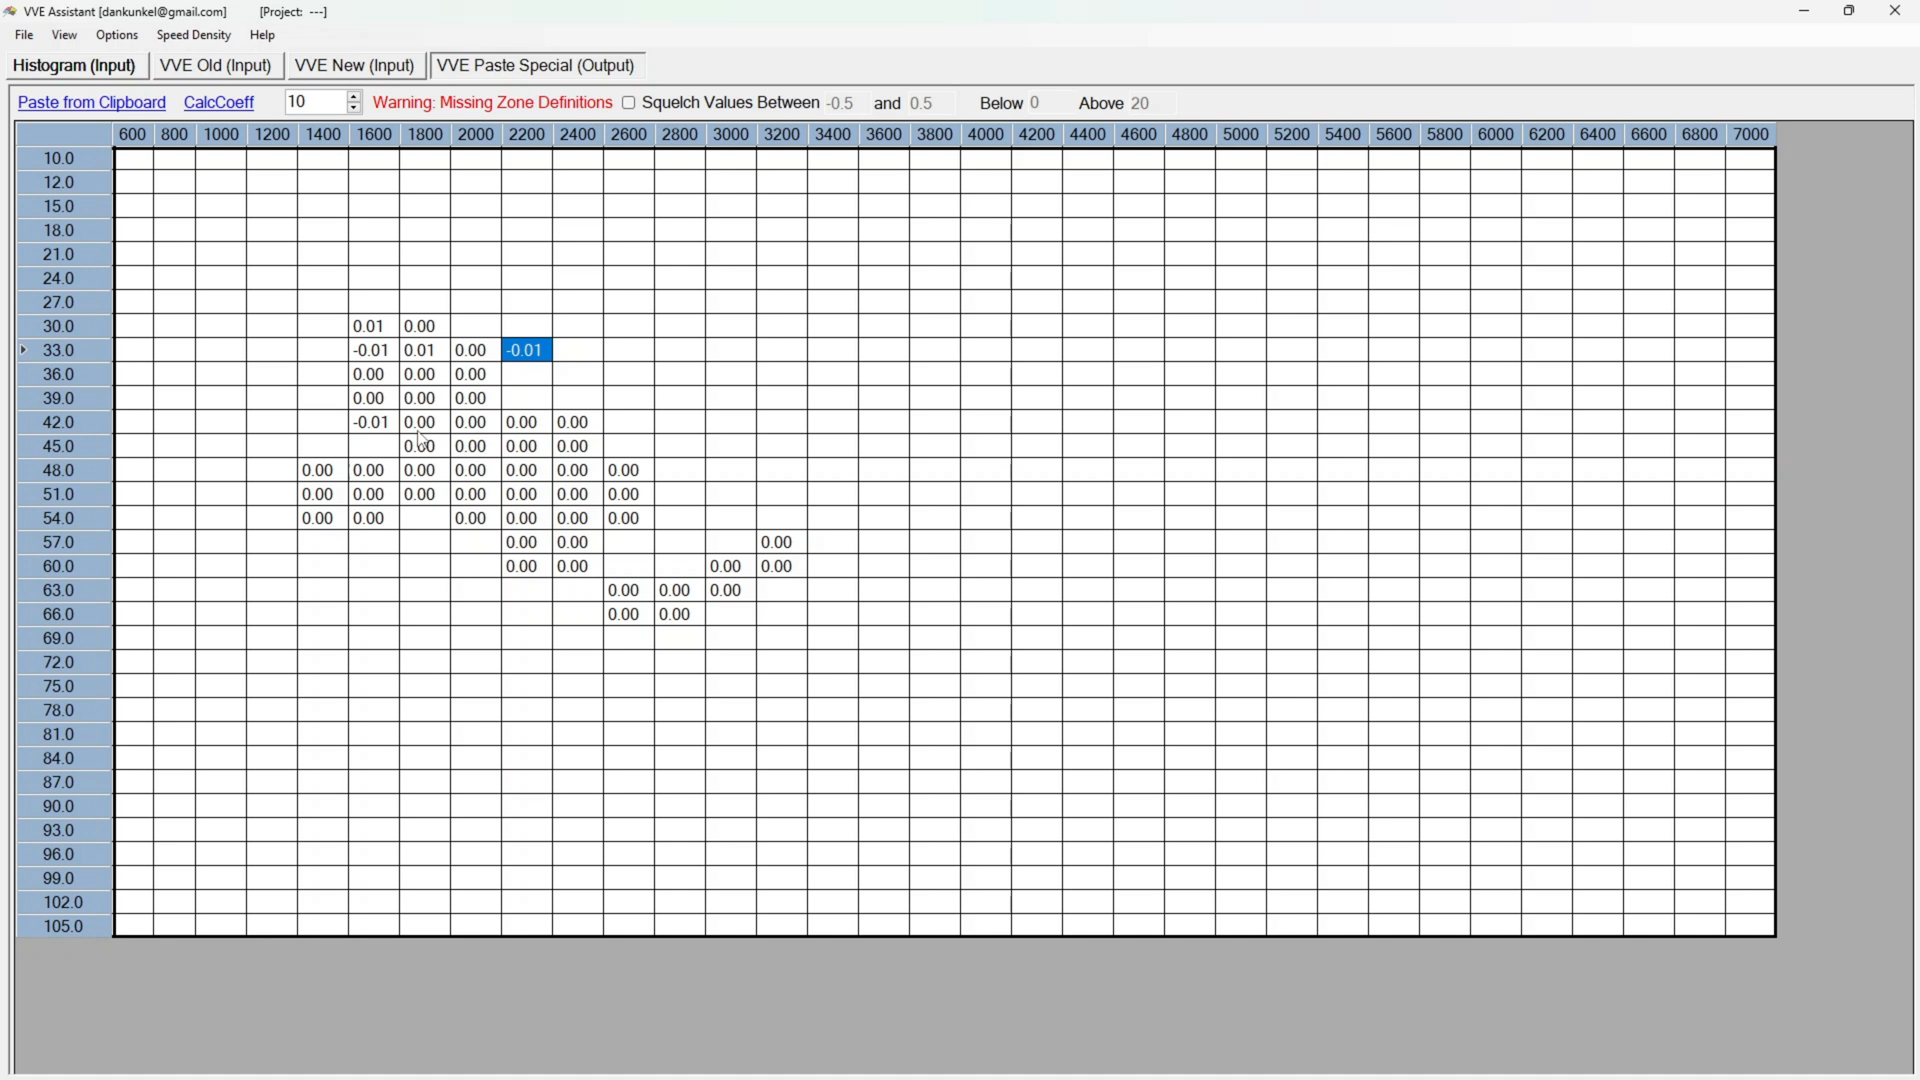 VVE Assistant [dankunkel@gmail.com] [Project: ---]
File View Options Speed Density Help
Histogram (Input) VVE Old (Input) VVE New (Input) VVE Paste Special (Output)
Paste from Clipboard CalcCoeff 10 Warning: Missing Zone Definitions Squelch Values Between -0.5 and 0.5 Below 0 Above 20
600 800 1000 1200 1400 1600 1800 2000 2200 2400 2600 2800 3000 3200 3400 3600 3800 4000 4200 4400 4600 4800 5000 5200 5400 5600 5800 6000 6200 6400 6600 6800 7000
10.0
12.0
15.0
18.0
21.0
24.0
27.0
30.0 0.01 0.00
33.0 -0.01 0.01 0.00 -0.01
36.0 0.00 0.00 0.00
39.0 0.00 0.00 0.00
42.0 -0.01 0.00 0.00 0.00 0.00
45.0 0.00 0.00 0.00 0.00
48.0 0.00 0.00 0.00 0.00 0.00 0.00 0.00
51.0 0.00 0.00 0.00 0.00 0.00 0.00 0.00
54.0 0.00 0.00 0.00 0.00 0.00 0.00
57.0 0.00 0.00 0.00
60.0 0.00 0.00 0.00 0.00
63.0 0.00 0.00 0.00
66.0 0.00 0.00
69.0
72.0
75.0
78.0
81.0
84.0
87.0
90.0
93.0
96.0
99.0
102.0
105.0